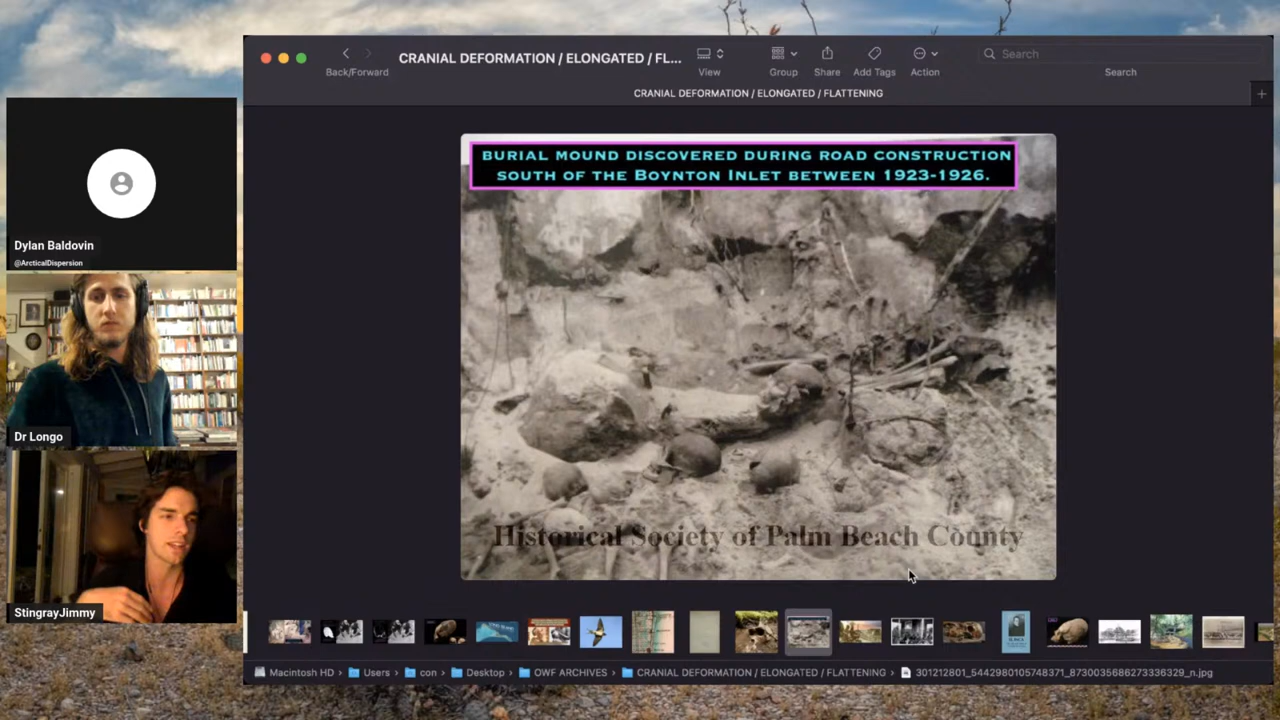 CRANIAL DEFORMATION / ELONGATED / FL...
Back/Forward
View
Group
Share
Add Tags
Action
Search
Search
CRANIAL DEFORMATION / ELONGATED / FLATTENING
BURIAL MOUND DISCOVERED DURING ROAD CONSTRUCTION
SOUTH OF THE BOYNTON INLET BETWEEN 1923-1926.
Historical Society of Palm Beach County
Dylan Baldovin
@ArcticalDispersion
Dr Longo
StingrayJimmy
Macintosh HD › Users › con › Desktop › OWF ARCHIVES › CRANIAL DEFORMATION / ELONGATED / FLATTENING › 301212801_5442980105748371_8730035686273336329_n.jpg